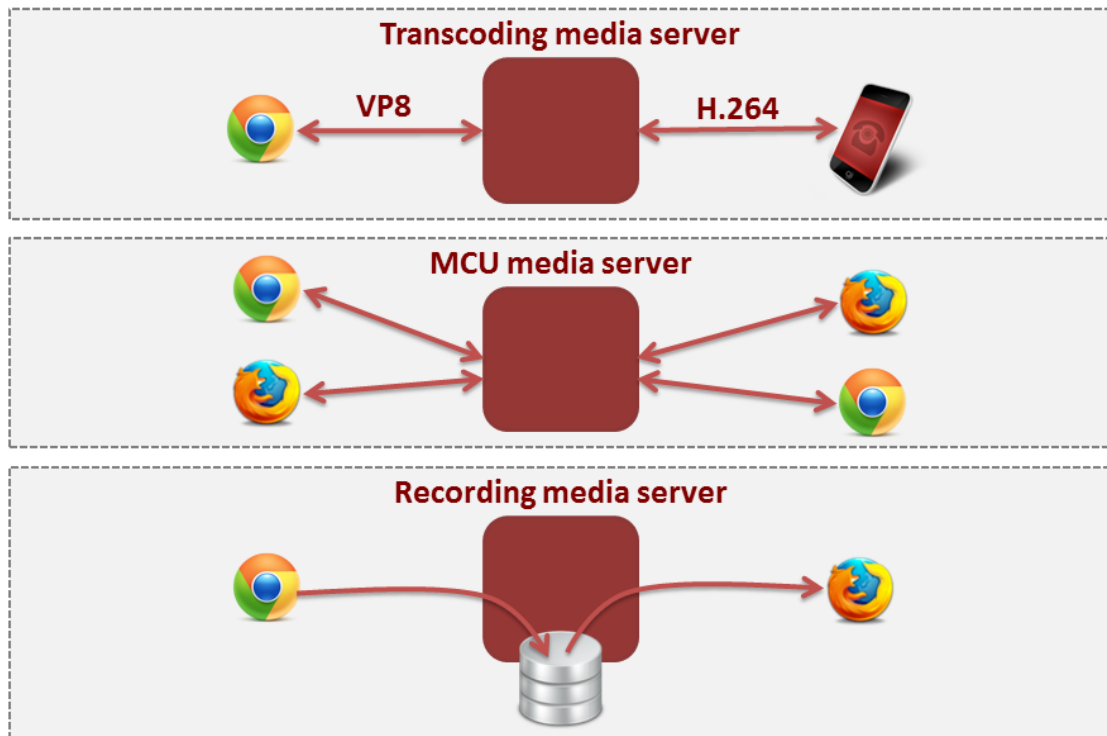 Transcoding media server
VP8
H.264
MCU media server
Recording media server